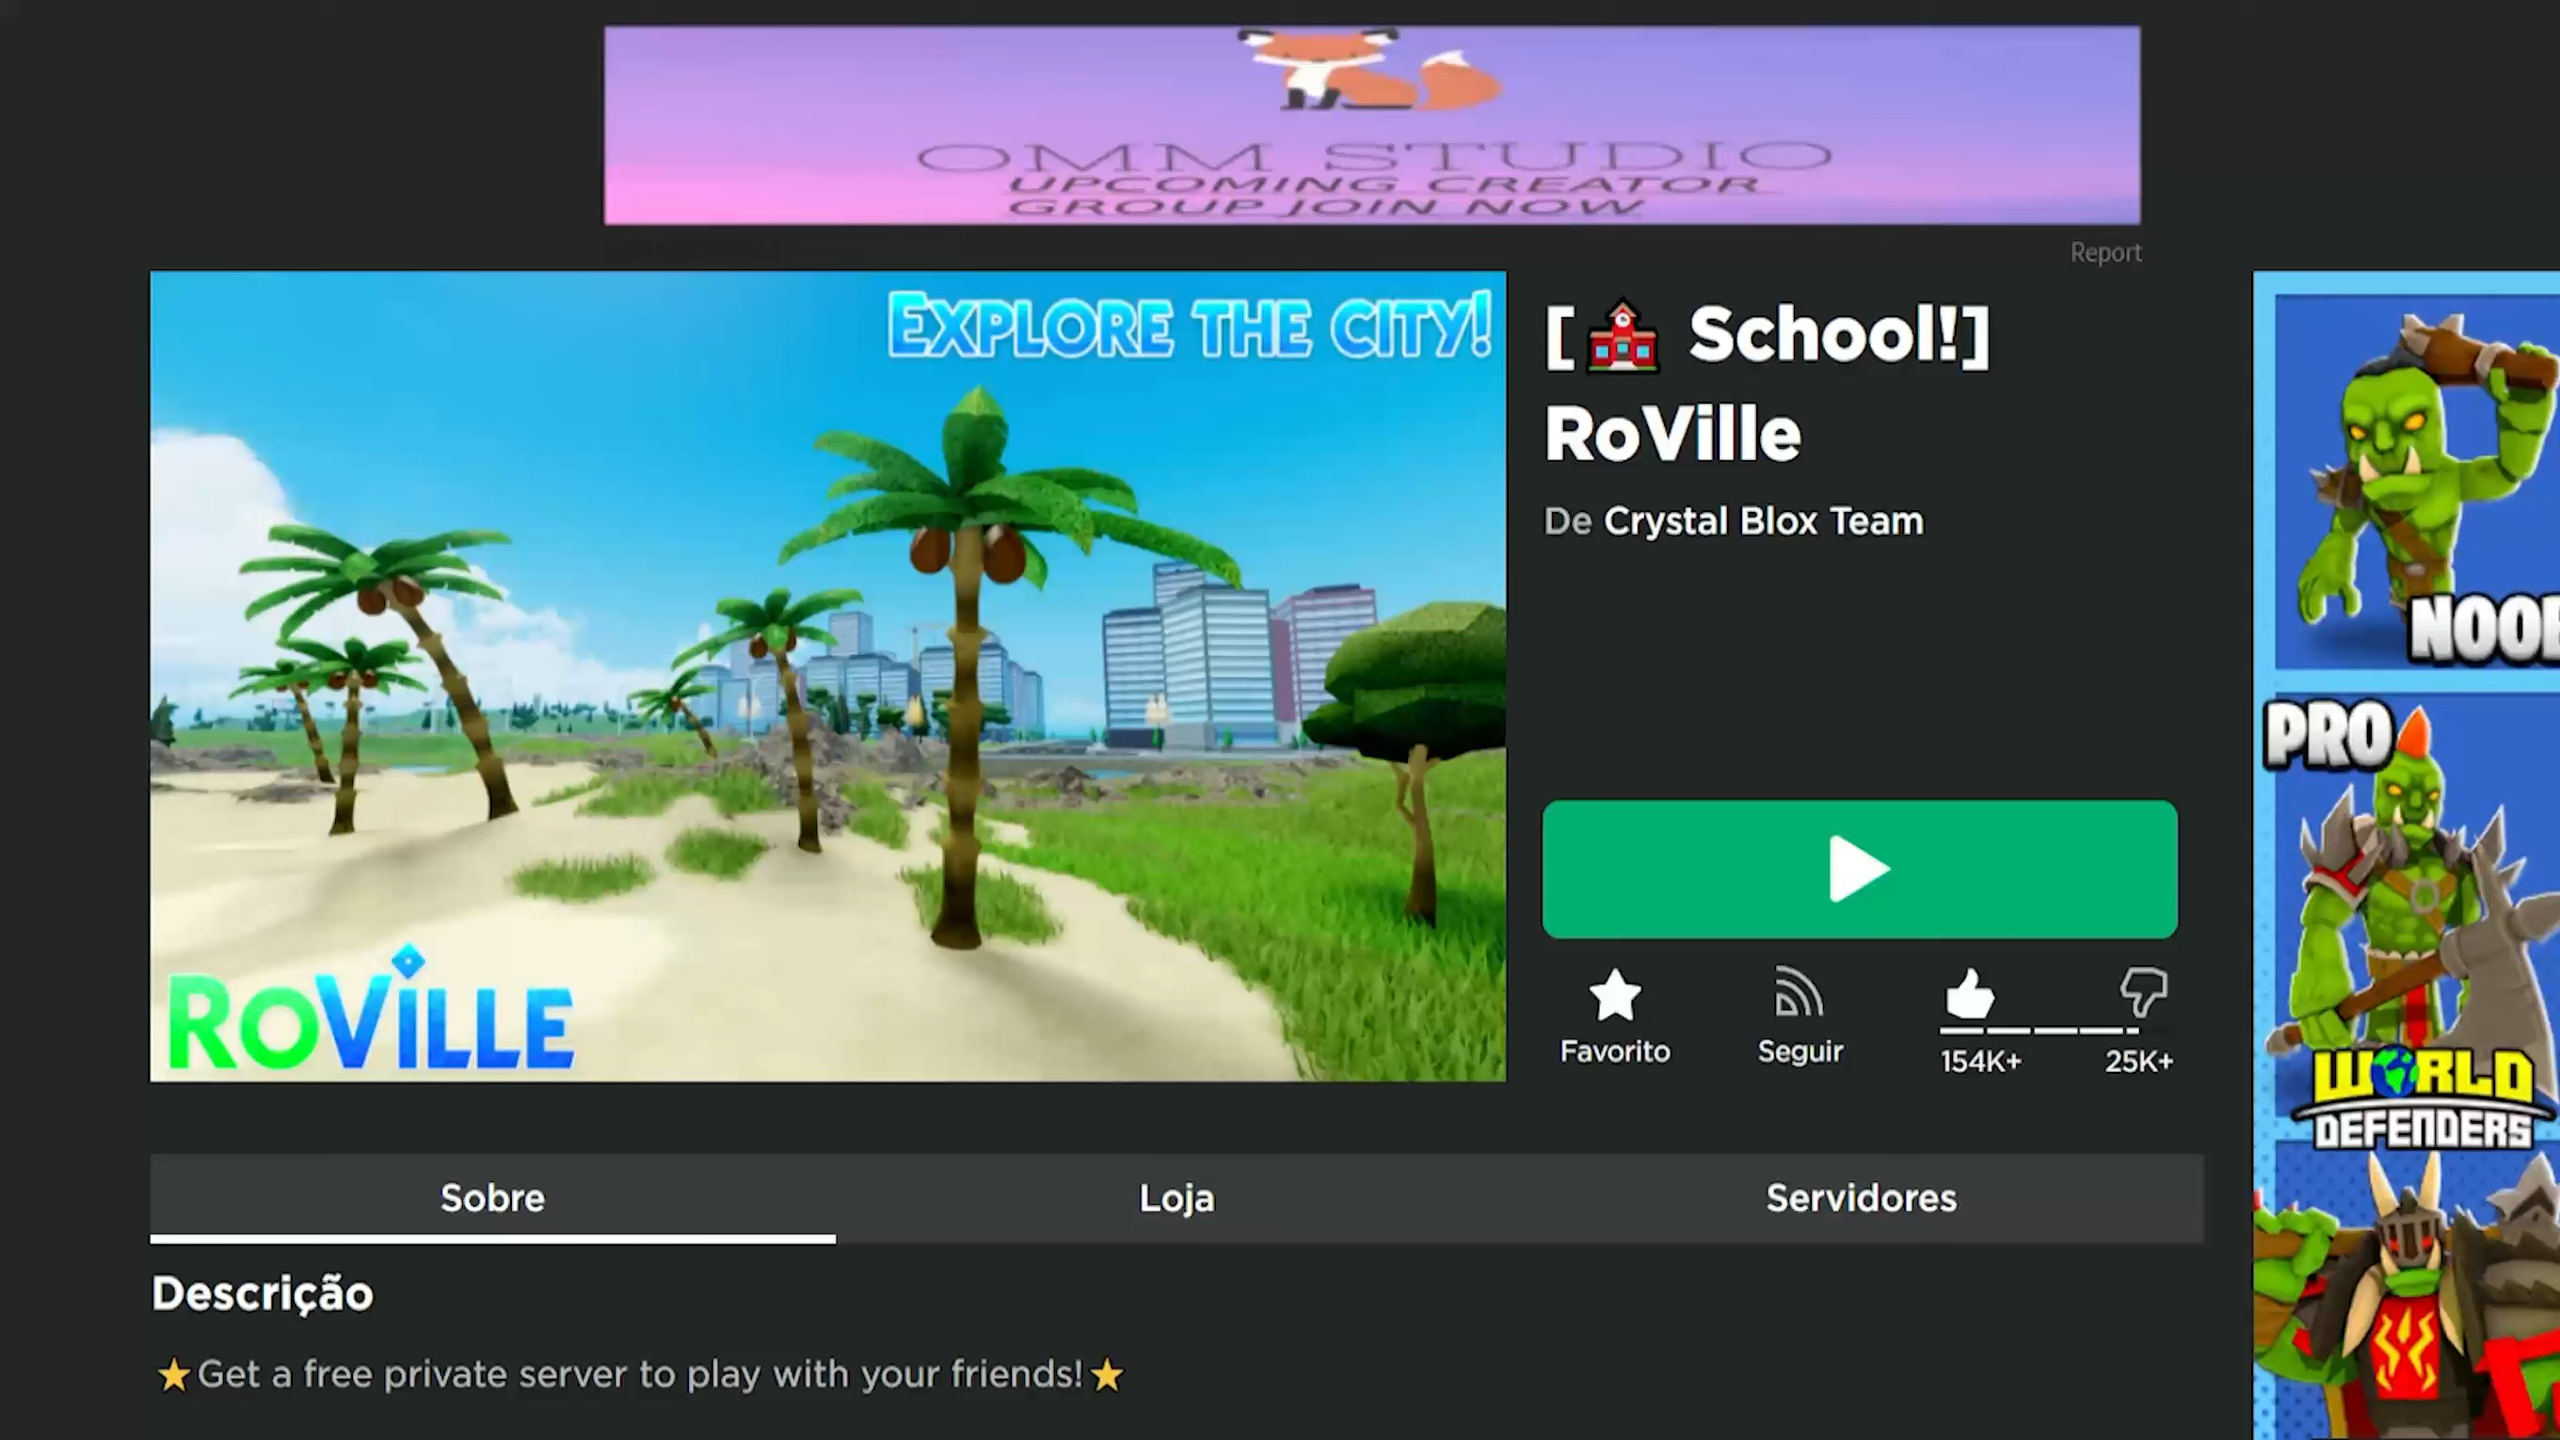 OMM STUDIO
UPCOMING CREATOR
GROUP JOIN NOW
Report
EXPLORE THE CITY!
ROVILLE
[🏫 School!]
RoVille
De Crystal Blox Team
Favorito
Seguir
154K+
25K+
PRO
WORLD
DEFENDERS
Sobre
Loja
Servidores
Descrição
⭐Get a free private server to play with your friends!⭐